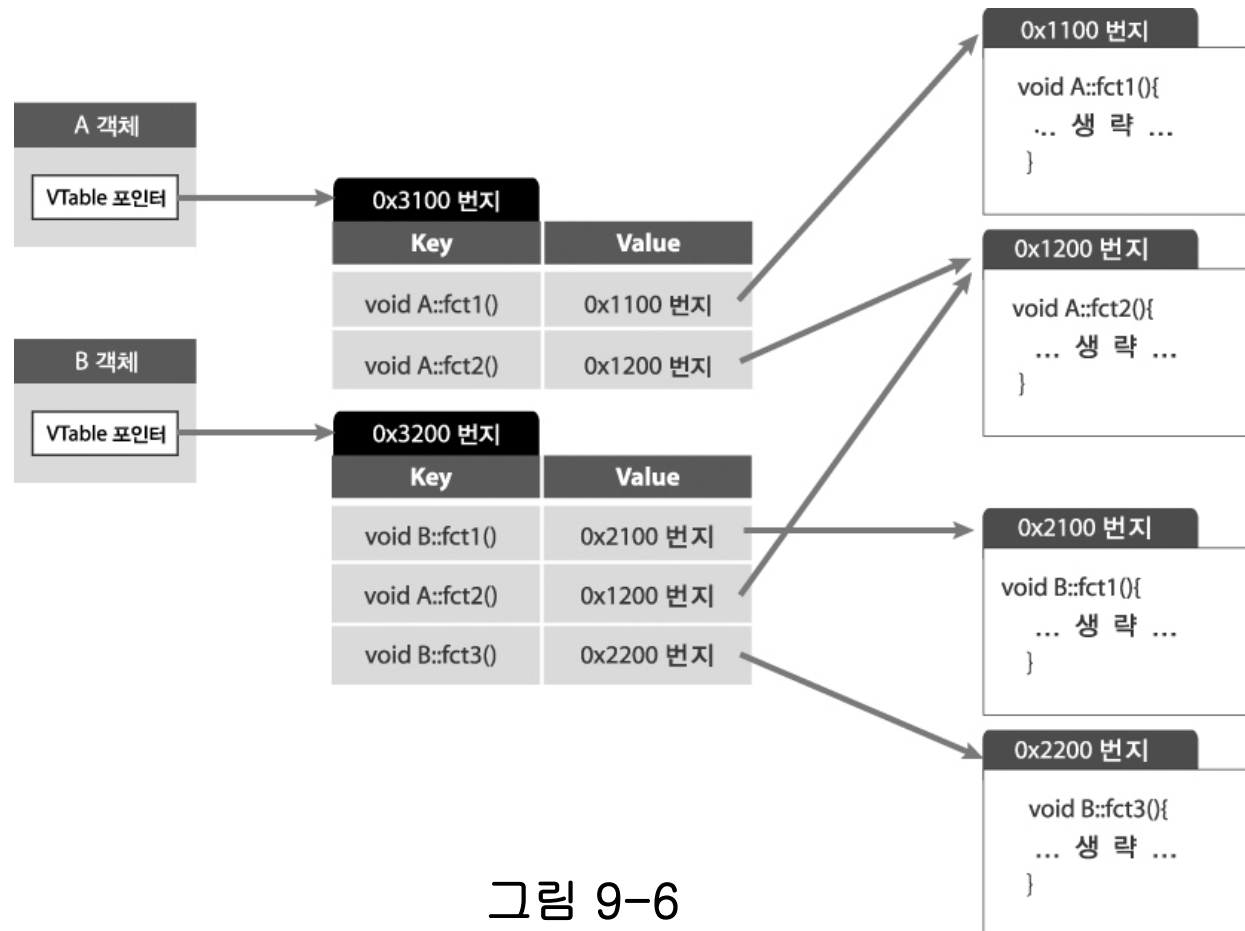 A 객체
VTable 포인터
0x3100 번지
Key Value
void A::fct1() 0x1100 번지
void A::fct2() 0x1200 번지
B 객체
VTable 포인터
0x3200 번지
Key Value
void B::fct1() 0x2100 번지
void A::fct2() 0x1200 번지
void B::fct3() 0x2200 번지
0x1100 번지
void A::fct1(){
... 생 략 ...
}
0x1200 번지
void A::fct2(){
... 생 략 ...
}
0x2100 번지
void B::fct1(){
... 생 략 ...
}
0x2200 번지
void B::fct3(){
... 생 략 ...
}
그림 9-6